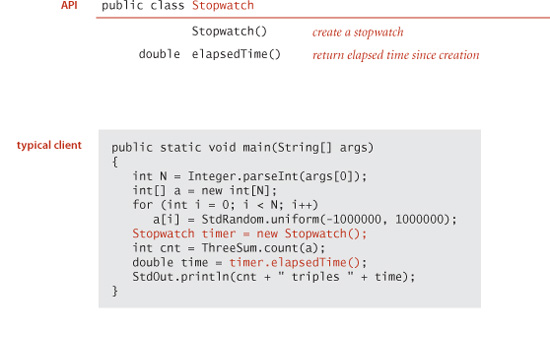 API public class Stopwatch
Stopwatch() create a stopwatch
double elapsedTime() return elapsed time since creation
typical client
public static void main(String[] args)
{
int N = Integer.parseInt(args[0]);
int[] a = new int[N];
for (int i = 0; i < N; i++)
a[i] = StdRandom.uniform(-1000000, 1000000);
Stopwatch timer = new Stopwatch();
int cnt = ThreeSum.count(a);
double time = timer.elapsedTime();
StdOut.println(cnt + " triples " + time);
}